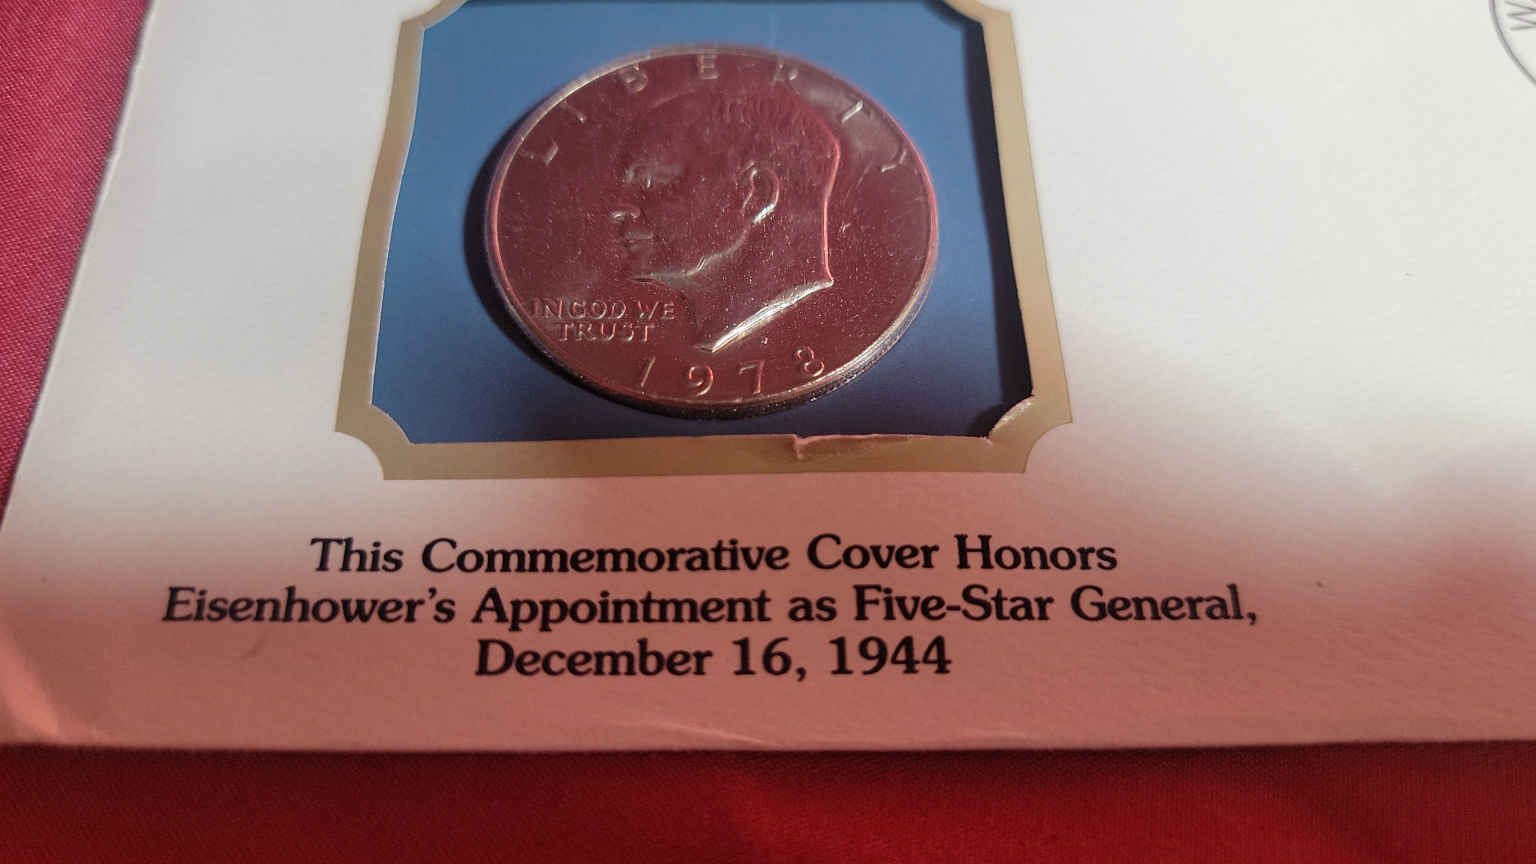 LIBERTY
IN GOD WE
TRUST
1978
This Commemorative Cover Honors
Eisenhower's Appointment as Five-Star General,
December 16, 1944